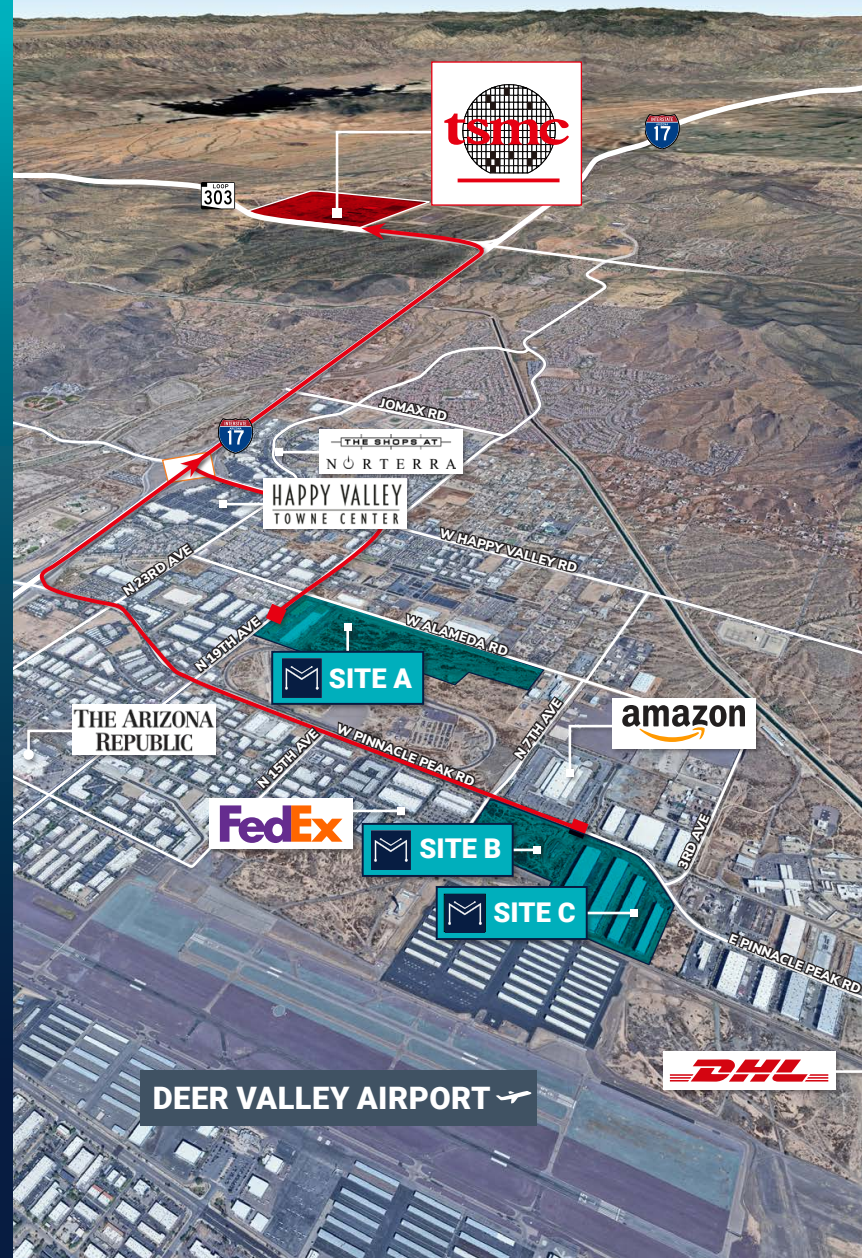 tsmc
INTERSTATE
17
LOOP
303
JOMAX RD
INTERSTATE
17
THE SHOPS AT
NORTERRA
HAPPY VALLEY
TOWNE CENTER
W HAPPY VALLEY RD
N 23RD AVE
W ALAMEDA RD
N 19TH AVE
SITE A
THE ARIZONA
REPUBLIC
amazon
N 7TH AVE
W PINNACLE PEAK RD
N 15TH AVE
FedEx
SITE B
3RD AVE
SITE C
E PINNACLE PEAK RD
DHL
DEER VALLEY AIRPORT